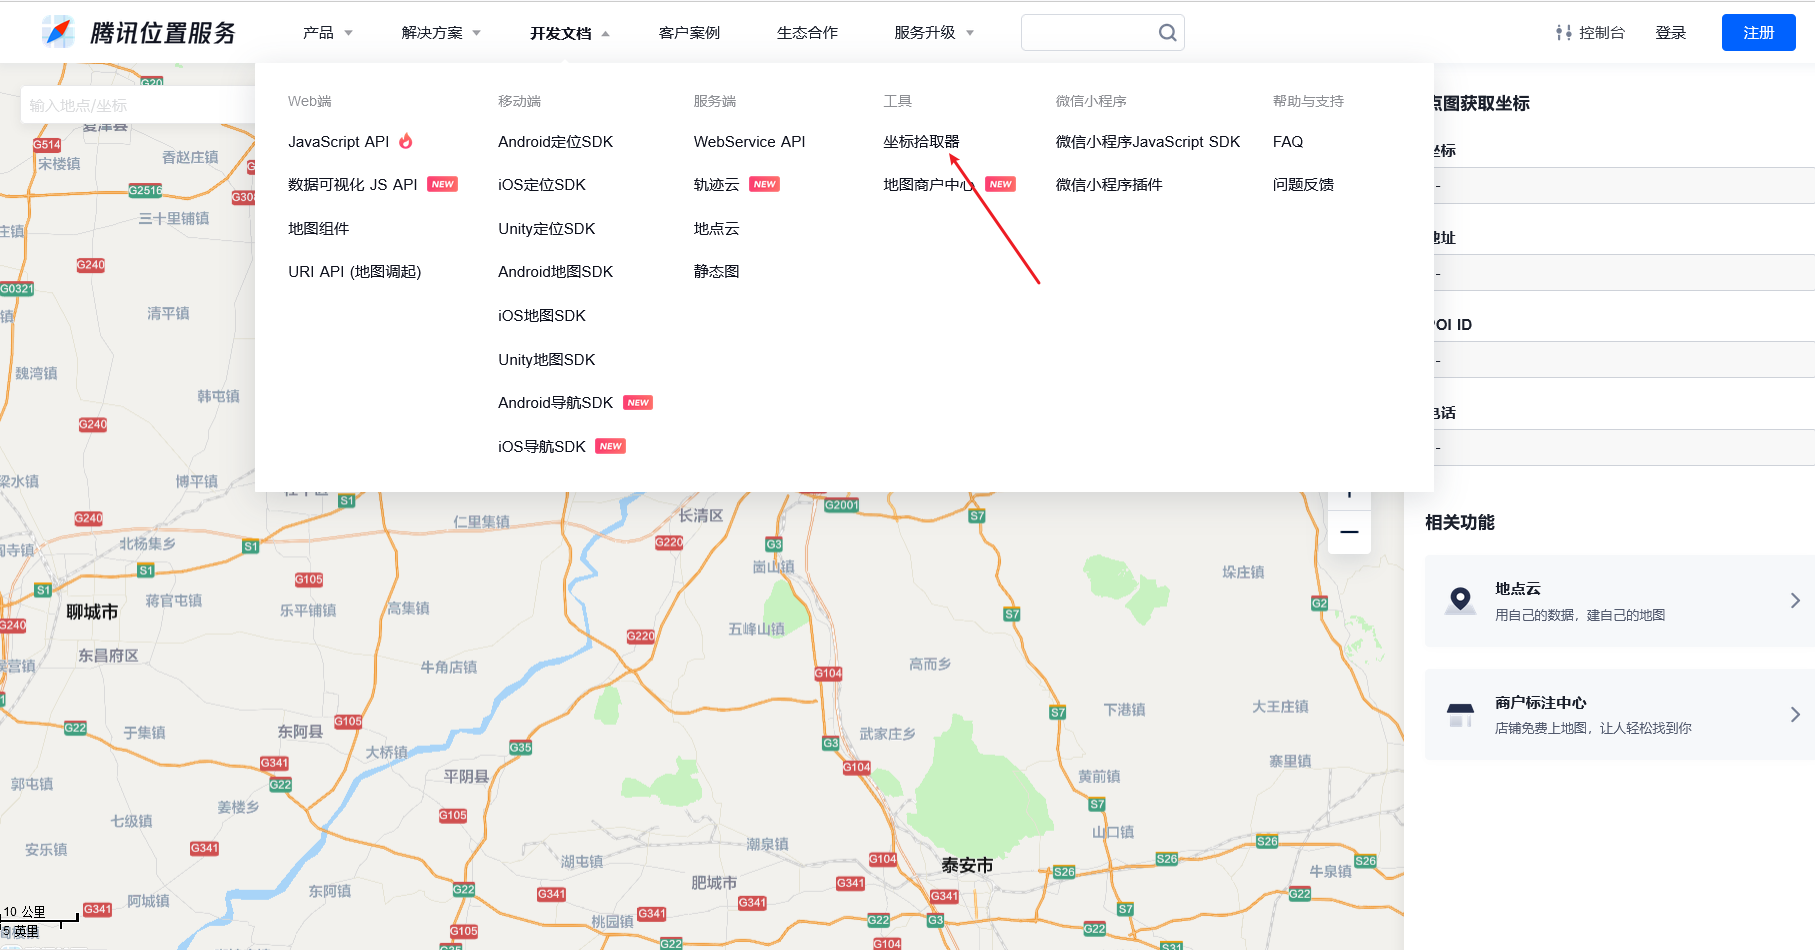 腾讯位置服务
产品
解决方案
开发文档
客户案例
生态合作
服务升级
控制台
登录
注册
输入地点/坐标
Web端
JavaScript API
数据可视化 JS API NEW
地图组件
URI API (地图调起)
移动端
Android定位SDK
iOS定位SDK
Unity定位SDK
Android地图SDK
iOS地图SDK
Unity地图SDK
Android导航SDK NEW
iOS导航SDK NEW
服务端
WebService API
轨迹云 NEW
地点云
静态图
工具
坐标拾取器
地图商户中心 NEW
微信小程序
微信小程序JavaScript SDK
微信小程序插件
帮助与支持
FAQ
问题反馈
点图获取坐标
坐标
-
地址
-
POI ID
-
电话
-
相关功能
地点云
用自己的数据，建自己的地图
商户标注中心
店铺免费上地图，让人轻松找到你
G20
G514
宋楼镇
香赵庄镇
G2516
G308
三十里铺镇
G240
G0321
清平镇
魏湾镇
韩屯镇
G240
梁水镇
博平镇
S1
G240
仁里集镇
长清区
G2001
S7
北杨集乡
S1
G220
G3
S1
G105
崮山镇
垛庄镇
S1
蒋官屯镇
乐平铺镇
高集镇
S7
G2
聊城市
G240
G220
五峰山镇
东昌府区
牛角店镇
G104
高而乡
G22
于集镇
东阿县
G105
大桥镇
G35
G3
武家庄乡
S7
下港镇
大王庄镇
G341
G22
平阴县
G104
黄前镇
寨里镇
郭屯镇
姜楼乡
G105
S7
七级镇
山口镇
安乐镇
G341
湖屯镇
潮泉镇
G104
泰安市
S26
S26
S26
S26
牛泉镇
东阿镇
G22
G341
肥城市
G341
G341
G22
阿城镇
G341
桃园镇
G341
G341
G22
G3
S7
G22
G105
G22
G104
S31
G35
10 公里
5 英里